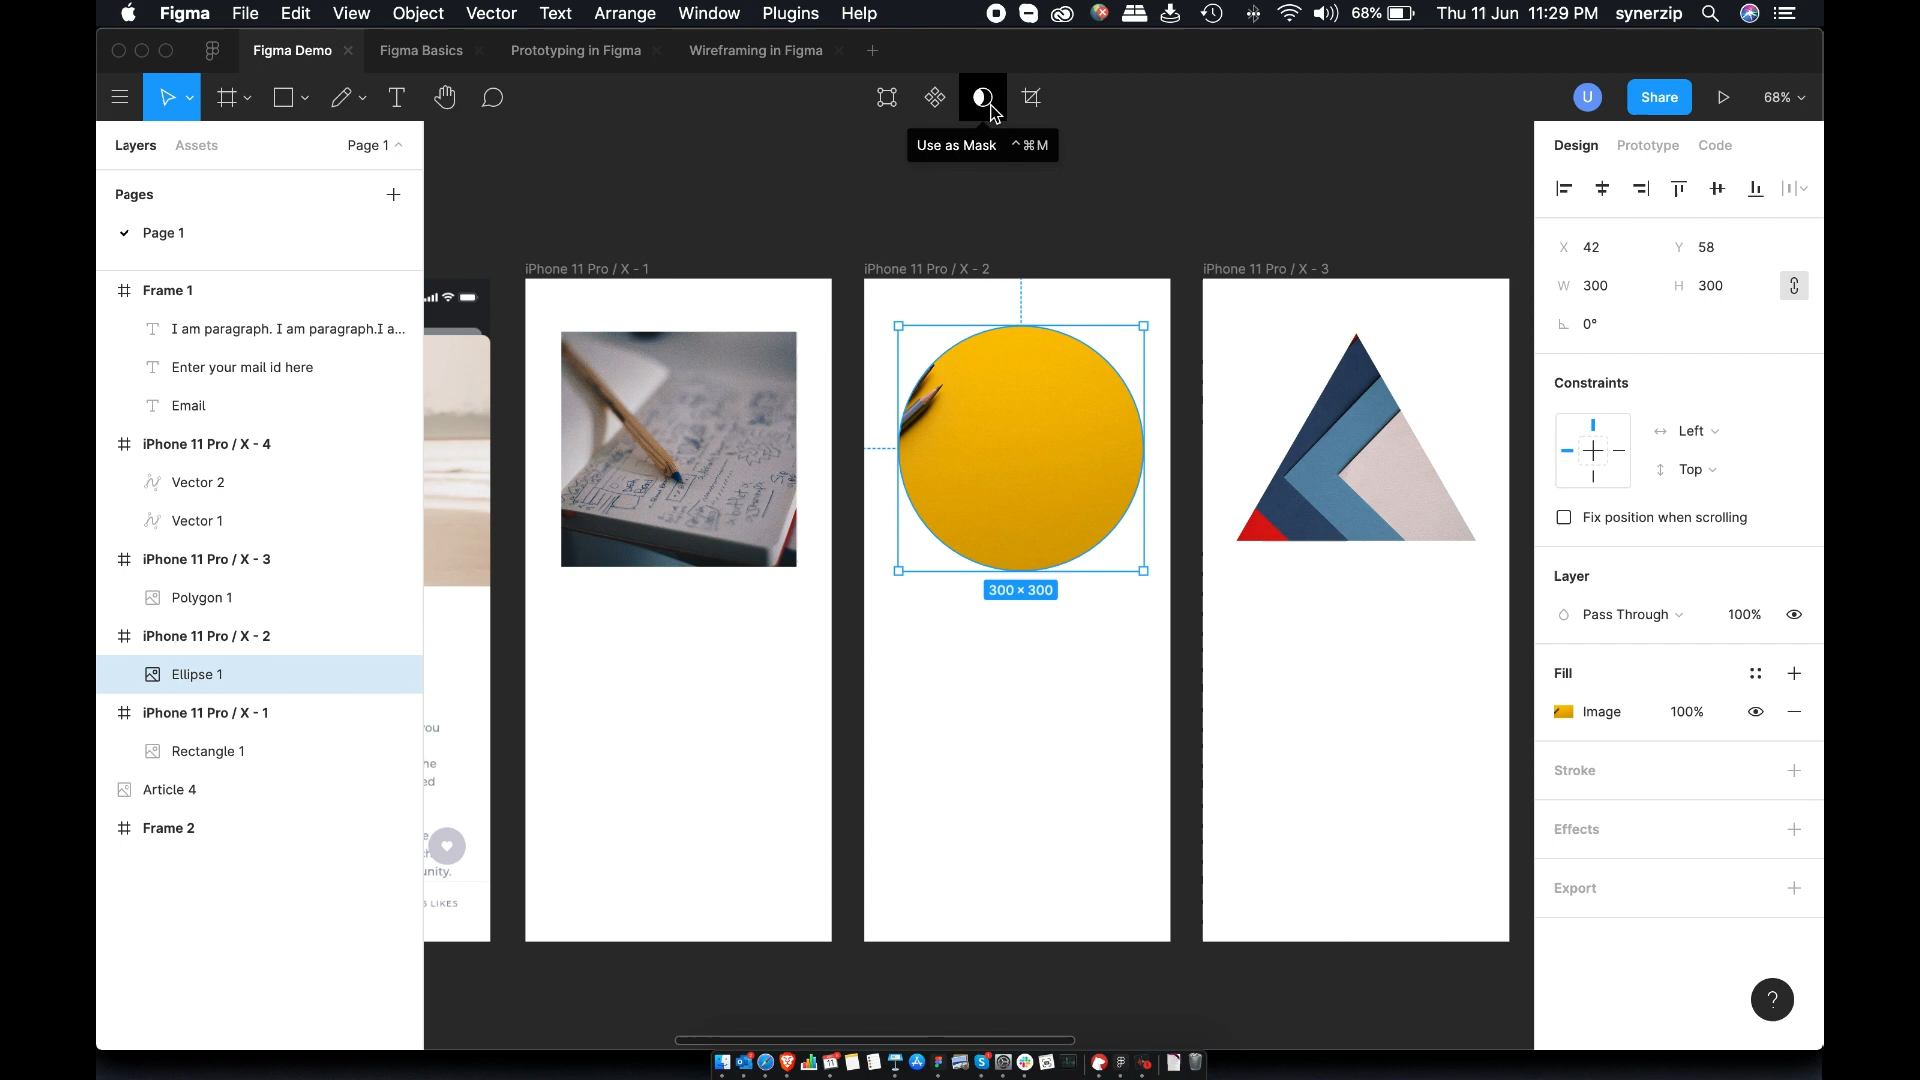 Figma File Edit View Object Vector Text Arrange Window Plugins Help 68% Thu 11 Jun 11:29 PM synerzip
Figma Demo Figma Basics Prototyping in Figma Wireframing in Figma
U Share 68%
Use as Mask ^⌘M
Layers Assets Page 1
Pages
Page 1
Frame 1
I am paragraph. I am paragraph.I a...
Enter your mail id here
Email
iPhone 11 Pro / X - 4
Vector 2
Vector 1
iPhone 11 Pro / X - 3
Polygon 1
iPhone 11 Pro / X - 2
Ellipse 1
iPhone 11 Pro / X - 1
Rectangle 1
Article 4
Frame 2
ou
he
ed
unity.
LIKES
iPhone 11 Pro / X - 1
iPhone 11 Pro / X - 2
iPhone 11 Pro / X - 3
300 × 300
Design Prototype Code
X 42 Y 58
W 300 H 300
0°
Constraints
Left
Top
Fix position when scrolling
Layer
Pass Through 100%
Fill
Image 100%
Stroke
Effects
Export
?